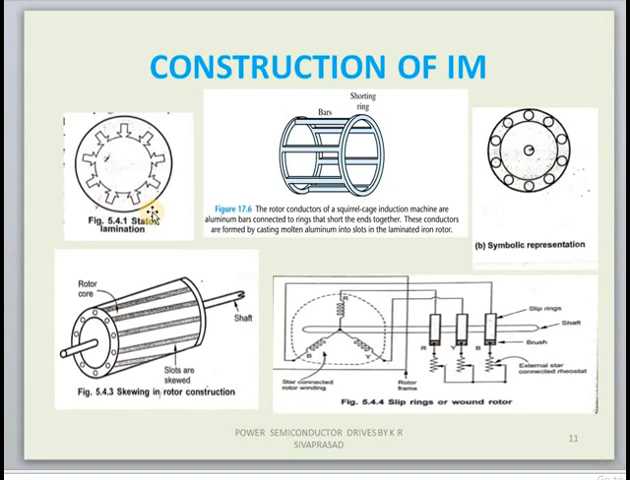 CONSTRUCTION OF IM
Fig. 5.4.1 Stator
lamination
Shorting
ring
Bars
Figure 17.6 The rotor conductors of a squirrel-cage induction machine are
aluminum bars connected to rings that short the ends together. These conductors
are formed by casting molten aluminum into slots in the laminated iron rotor.
(b) Symbolic representation
Rotor
core
Shaft
Slots are
skewed
Fig. 5.4.3 Skewing in rotor construction
R
B
Y
Slip rings
Shaft
R
Y
B
Brush
External star
connected rheostat
Star connected
rotor winding
Rotor
frame
Fig. 5.4.4 Slip rings or wound rotor
POWER SEMICONDUCTOR DRIVES BY K R
SIVAPRASAD
11